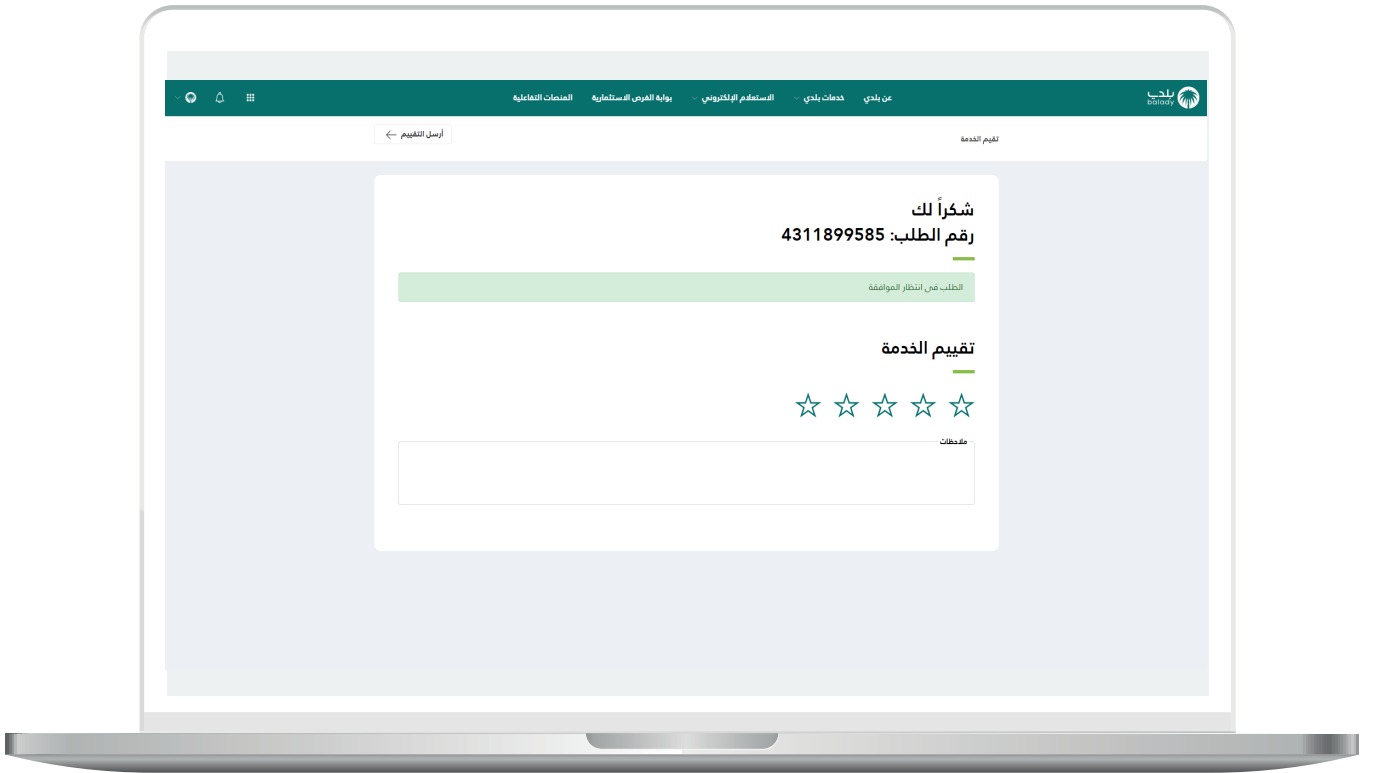 بلدي
balady
عن بلدي
خدمات بلدي
الاستعلام الإلكتروني
بوابة الفرص الاستثمارية
المنصات التفاعلية
تقيم الخدمة
أرسل التقييم
شكراً لك
رقم الطلب: 4311899585
الطلب في انتظار الموافقة
تقييم الخدمة
ملاحظات